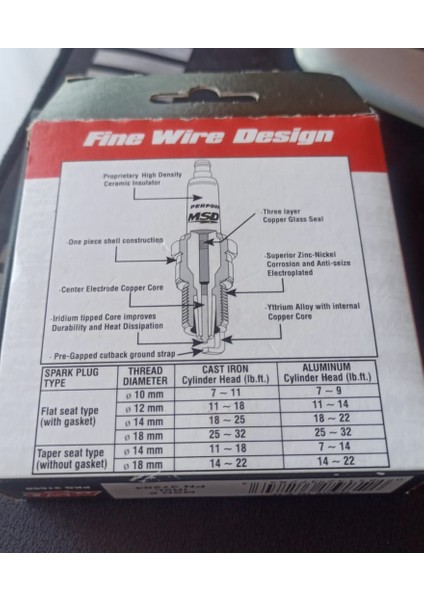 Fine Wire Design
·Proprietary High Density
Ceramic Insulator
PERFOR
MSD
·Three layer
Copper Glass Seal
·One piece shell construction
·Superior Zinc-Nickel
Corrosion and Anti-seize
Electroplated
·Center Electrode Copper Core
·Yttrium Alloy with internal
Copper Core
·Iridium tipped Core improves
Durability and Heat Dissipation
· Pre-Gapped cutback ground strap
SPARK PLUG TYPE THREAD DIAMETER CAST IRON Cylinder Head (lb.ft.) ALUMINUM Cylinder Head (lb.ft.)
Flat seat type (with gasket) ø 10 mm 7 ~ 11 7 ~ 9
ø 12 mm 11 ~ 18 11 ~ 14
ø 14 mm 18 ~ 25 18 ~ 22
ø 18 mm 25 ~ 32 25 ~ 32
Taper seat type (without gasket) ø 14 mm 11 ~ 18 7 ~ 14
ø 18 mm 14 ~ 22 14 ~ 22